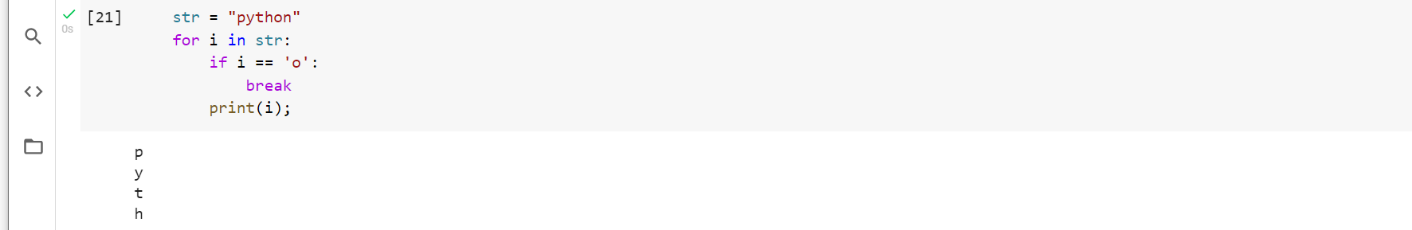 [21] str = "python"
0s
for i in str:
if i == 'o':
break
print(i);
p
y
t
h